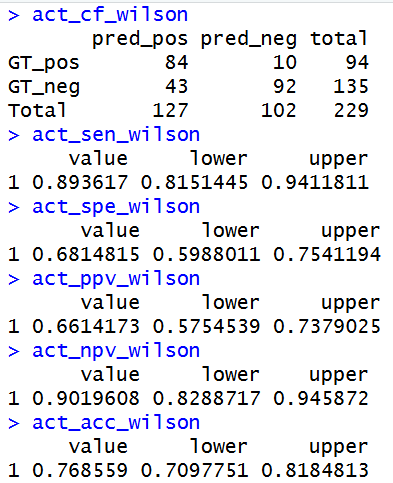 > act_cf_wilson
pred_pos pred_neg total
GT_pos 84 10 94
GT_neg 43 92 135
Total 127 102 229
> act_sen_wilson
value lower upper
1 0.893617 0.8151445 0.9411811
> act_spe_wilson
value lower upper
1 0.6814815 0.5988011 0.7541194
> act_ppv_wilson
value lower upper
1 0.6614173 0.5754539 0.7379025
> act_npv_wilson
value lower upper
1 0.9019608 0.8288717 0.945872
> act_acc_wilson
value lower upper
1 0.768559 0.7097751 0.8184813